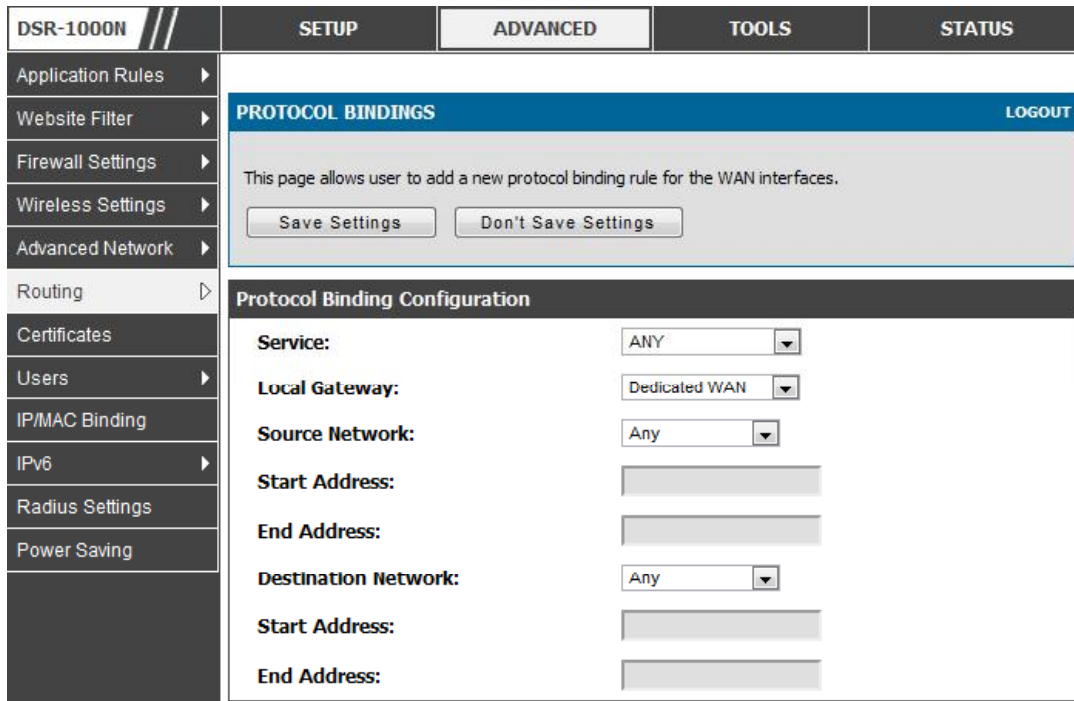 DSR-1000N
SETUP
ADVANCED
TOOLS
STATUS
Application Rules
Website Filter
Firewall Settings
Wireless Settings
Advanced Network
Routing
Certificates
Users
IP/MAC Binding
IPv6
Radius Settings
Power Saving
PROTOCOL BINDINGS LOGOUT
This page allows user to add a new protocol binding rule for the WAN interfaces.
Save Settings Don't Save Settings
Protocol Binding Configuration
Service: ANY
Local Gateway: Dedicated WAN
Source Network: Any
Start Address:
End Address:
Destination Network: Any
Start Address:
End Address: